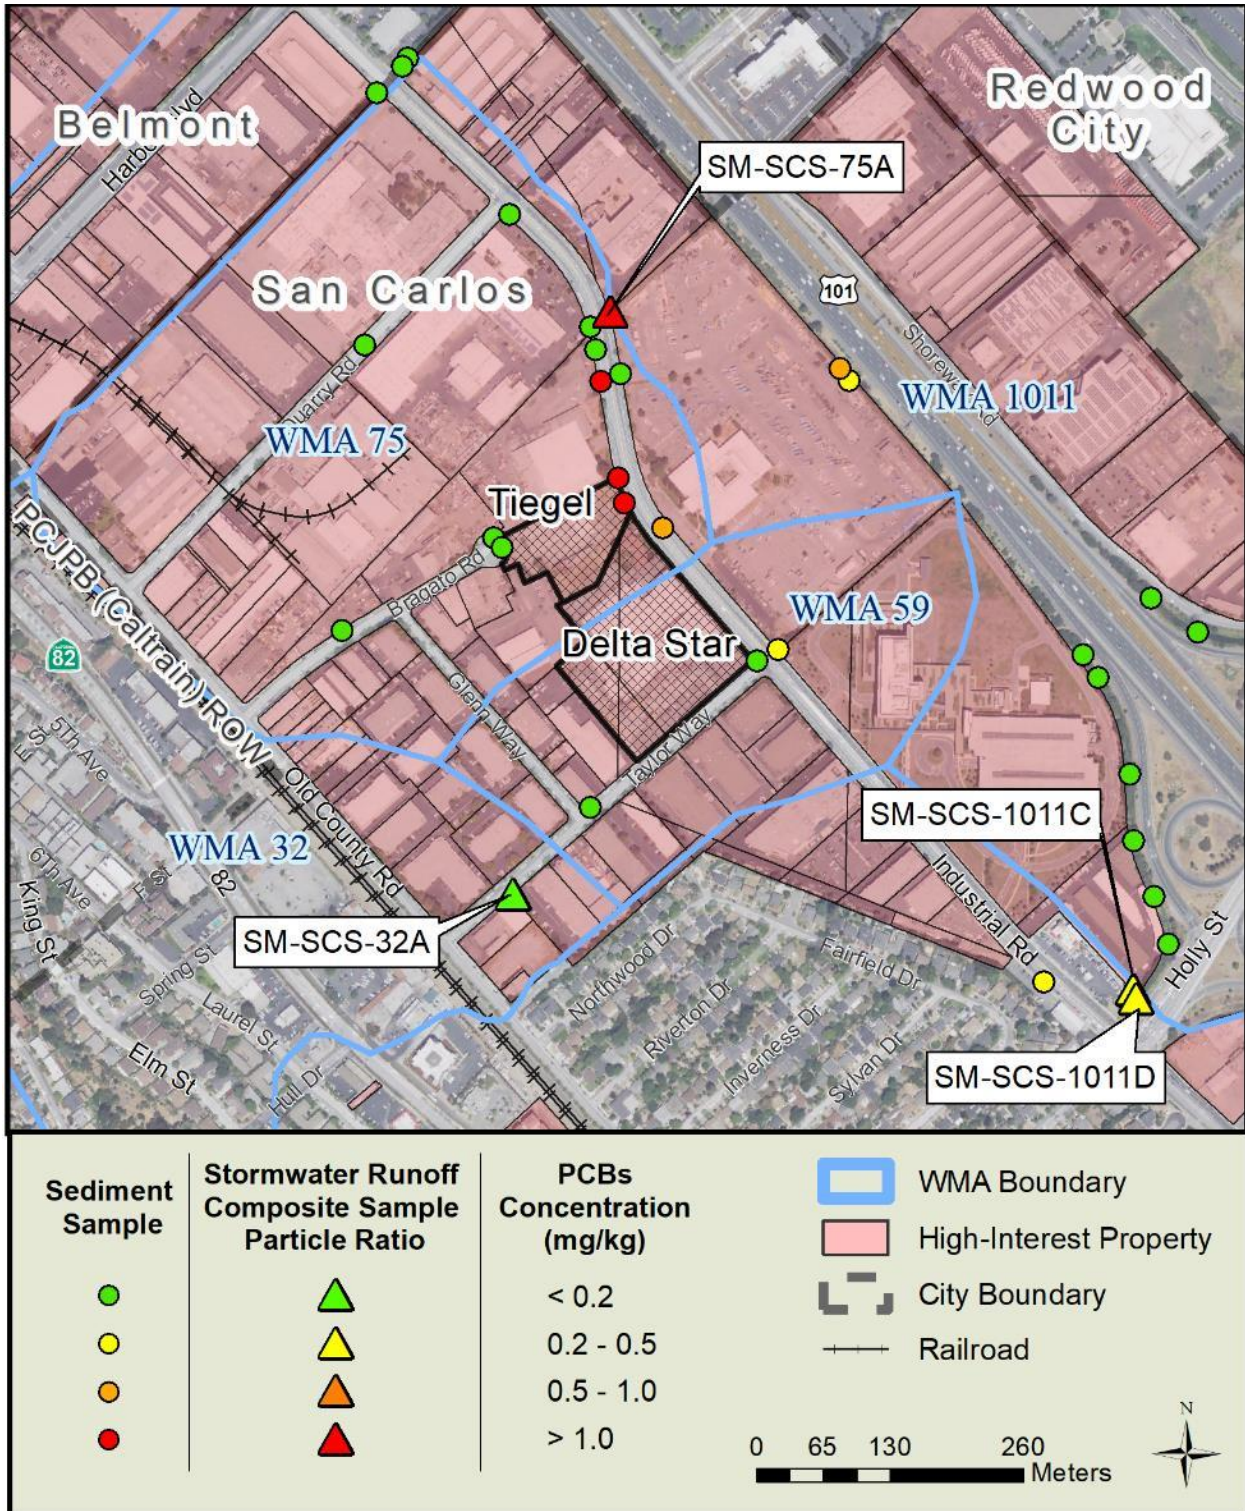 Belmont
Harbor Blvd
Redwood
City
SM-SCS-75A
San Carlos
101
Shoreway Rd
WMA 1011
Quarry Rd
WMA 75
Tiegel
PCJPB (Caltrain) ROW
Bragato Rd
WMA 59
Delta Star
82
Glenn Way
Taylor Way
5Th Ave
E St
Old County Rd
SM-SCS-1011C
WMA 32
82
F St
6Th Ave
King St
SM-SCS-32A
Industrial Rd
Holly St
Northwood Dr
Fairfield Dr
Spring St
Laurel St
Riverton Dr
Inverness Dr
Sylvan Dr
Elm St
Hull Dr
SM-SCS-1011D
Sediment
Sample
Stormwater Runoff
Composite Sample
Particle Ratio
PCBs
Concentration
(mg/kg)
< 0.2
0.2 - 0.5
0.5 - 1.0
> 1.0
WMA Boundary
High-Interest Property
City Boundary
Railroad
N
0 65 130 260
Meters